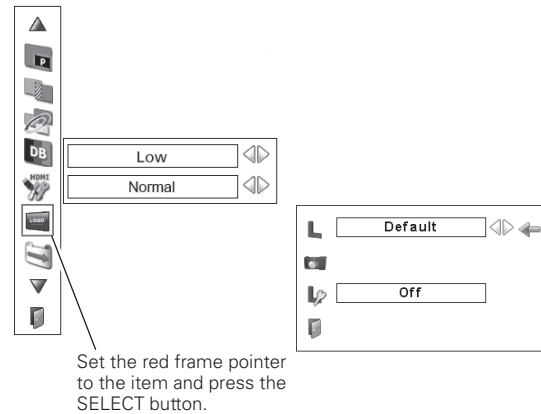 P
DB
HDMI
Low
Normal
LOGO
L
Default
L
Off
Set the red frame pointer
to the item and press the
SELECT button.